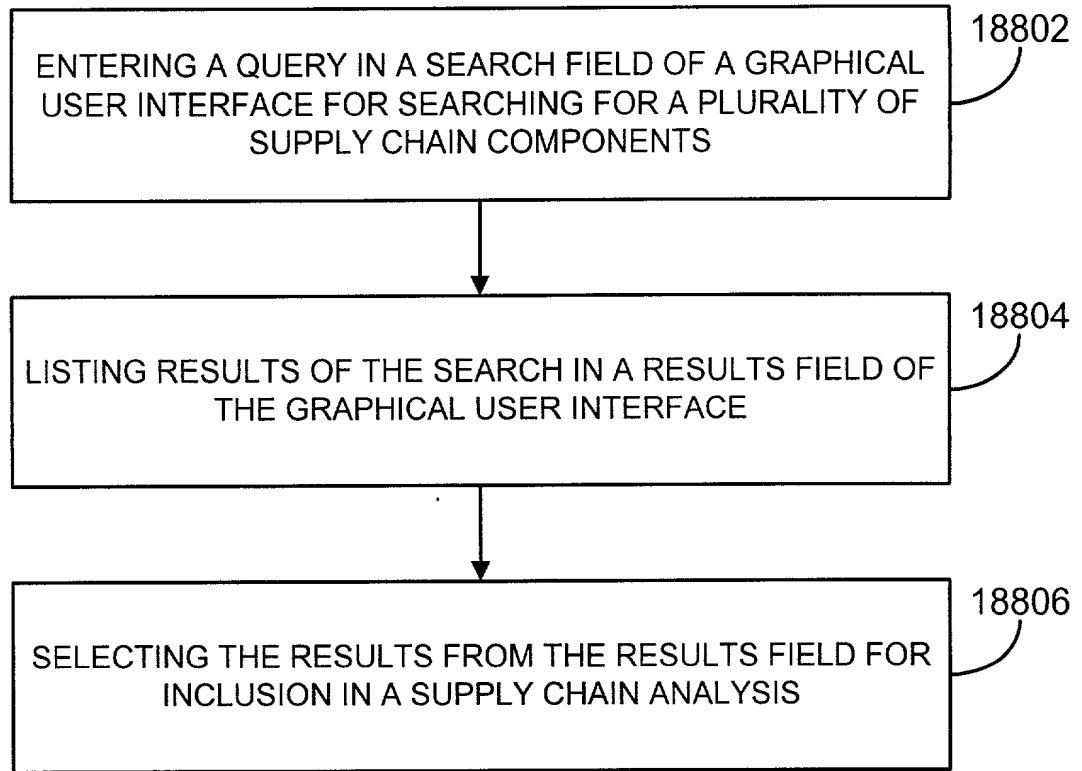 18802
ENTERING A QUERY IN A SEARCH FIELD OF A GRAPHICAL
USER INTERFACE FOR SEARCHING FOR A PLURALITY OF
SUPPLY CHAIN COMPONENTS
18804
LISTING RESULTS OF THE SEARCH IN A RESULTS FIELD OF
THE GRAPHICAL USER INTERFACE
18806
SELECTING THE RESULTS FROM THE RESULTS FIELD FOR
INCLUSION IN A SUPPLY CHAIN ANALYSIS